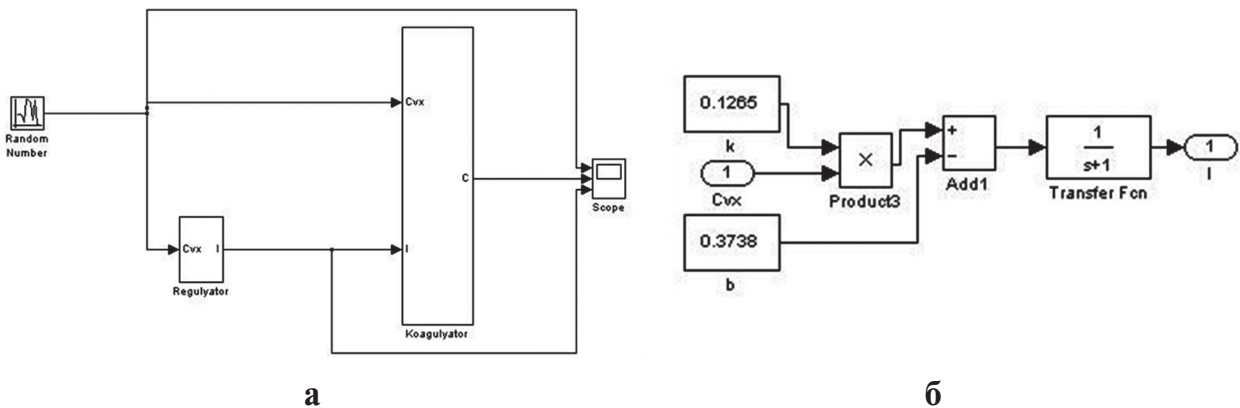 Random
Number
Cvx I
Regulyator
Cvx
C
I
Koagulyator
Scope
а
0.1265
k
1
Cvx
×
Product3
0.3738
b
+
−
Add1
1
s+1
Transfer Fcn
1
I
б